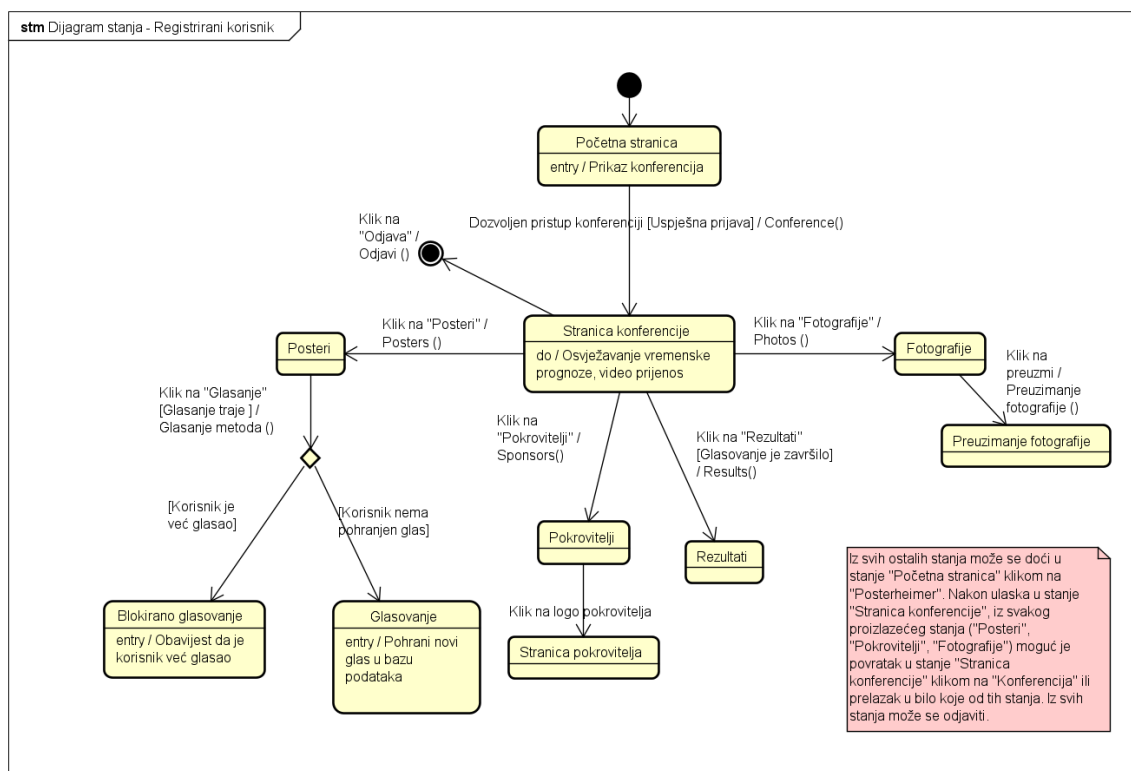 stm Dijagram stanja - Registrirani korisnik
Početna stranica
entry / Prikaz konferencija
Dozvoljen pristup konferenciji [Uspješna prijava] / Conference()
Klik na
"Odjava" /
Odjavi ()
Stranica konferencije
do / Osvježavanje vremenske
prognoze, video prijenos
Klik na "Posteri" /
Posters ()
Posteri
Klik na "Fotografije" /
Photos ()
Fotografije
Klik na
preuzmi /
Preuzimanje
fotografije ()
Preuzimanje fotografije
Klik na "Glasanje"
[Glasanje traje ] /
Glasanje metoda ()
Klik na
"Pokrovitelji" /
Sponsors()
Klik na "Rezultati"
[Glasovanje je završilo]
/ Results()
[Korisnik je
već glasao]
[Korisnik nema
pohranjen glas]
Pokrovitelji
Rezultati
Klik na logo pokrovitelja
Stranica pokrovitelja
Blokirano glasovanje
entry / Obavijest da je
korisnik već glasao
Glasovanje
entry / Pohrani novi
glas u bazu
podataka
Iz svih ostalih stanja može se doći u
stanje "Početna stranica" klikom na
"Posterheimer". Nakon ulaska u stanje
"Stranica konferencije", iz svakog
proizlazećeg stanja ("Posteri",
"Pokrovitelji", "Fotografije") moguć je
povratak u stanje "Stranica
konferencije" klikom na "Konferencija" ili
prelazak u bilo koje od tih stanja. Iz svih
stanja može se odjaviti.